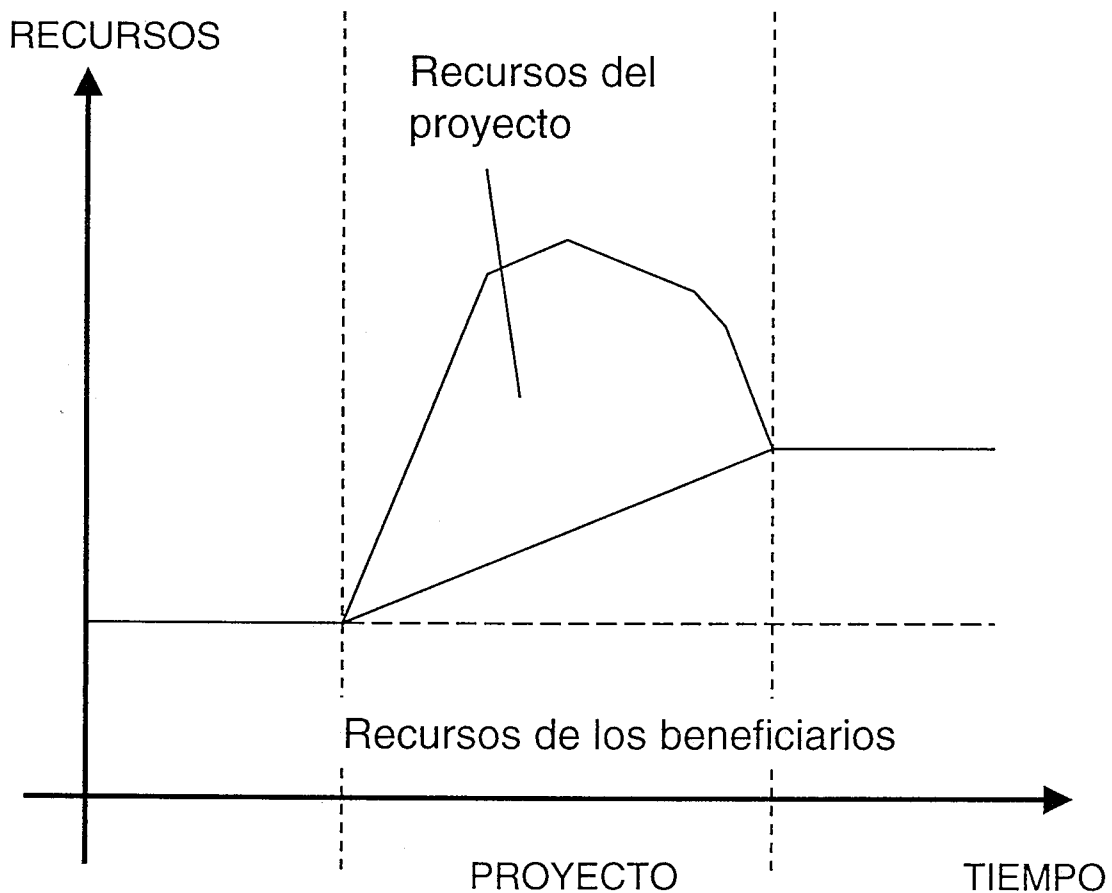 RECURSOS
Recursos del
proyecto
Recursos de los beneficiarios
PROYECTO
TIEMPO